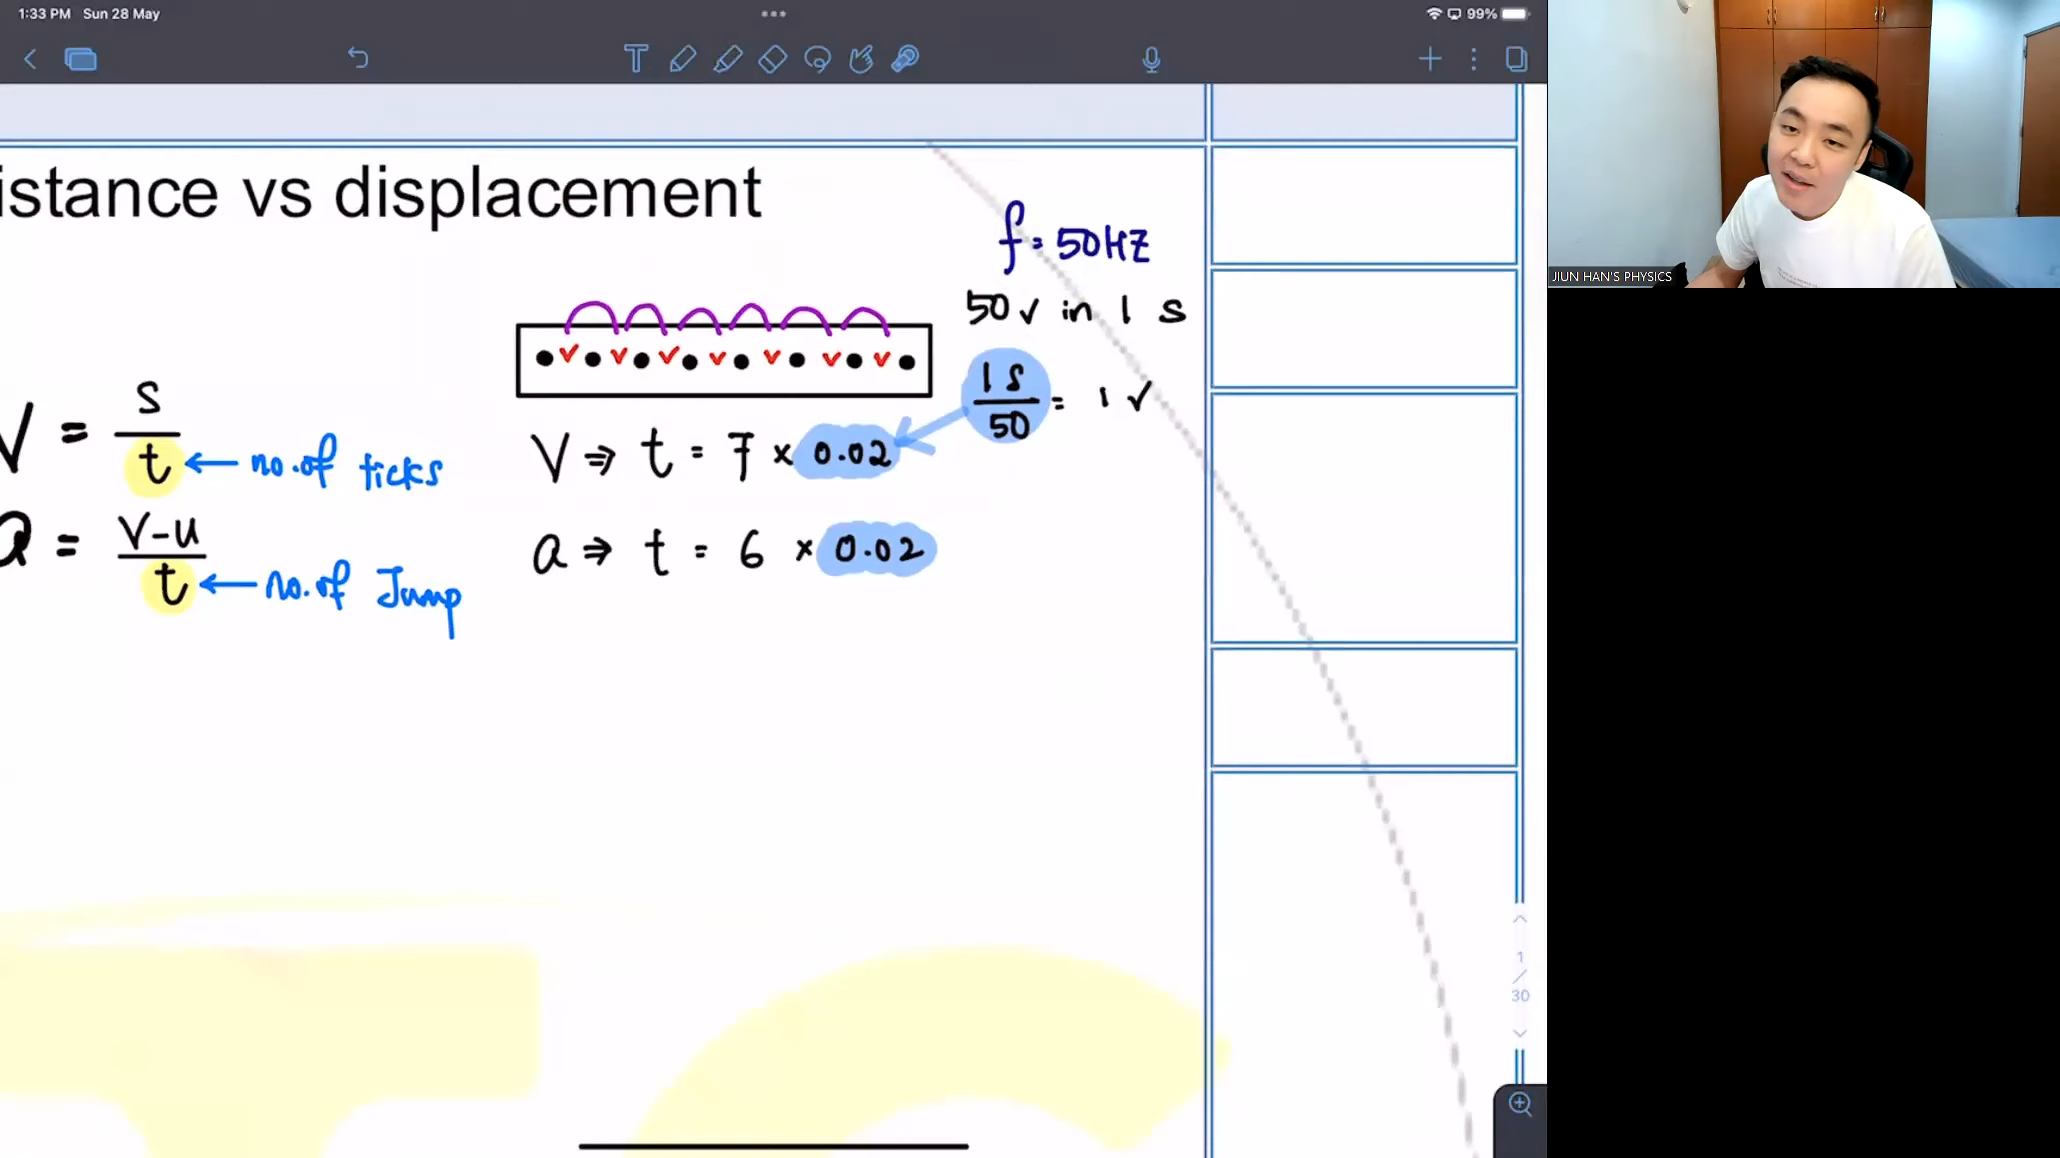 1:33 PM Sun 28 May
99%
istance vs displacement
f = 50HZ
50 ✓ in 1 s
1 s / 50 = 1 ✓
V = s / t ← no. of ticks
V ⇒ t = 7 × 0.02
a = v-u / t ← no. of Jump
a ⇒ t = 6 × 0.02
JIUN HAN'S PHYSICS
1
/
30